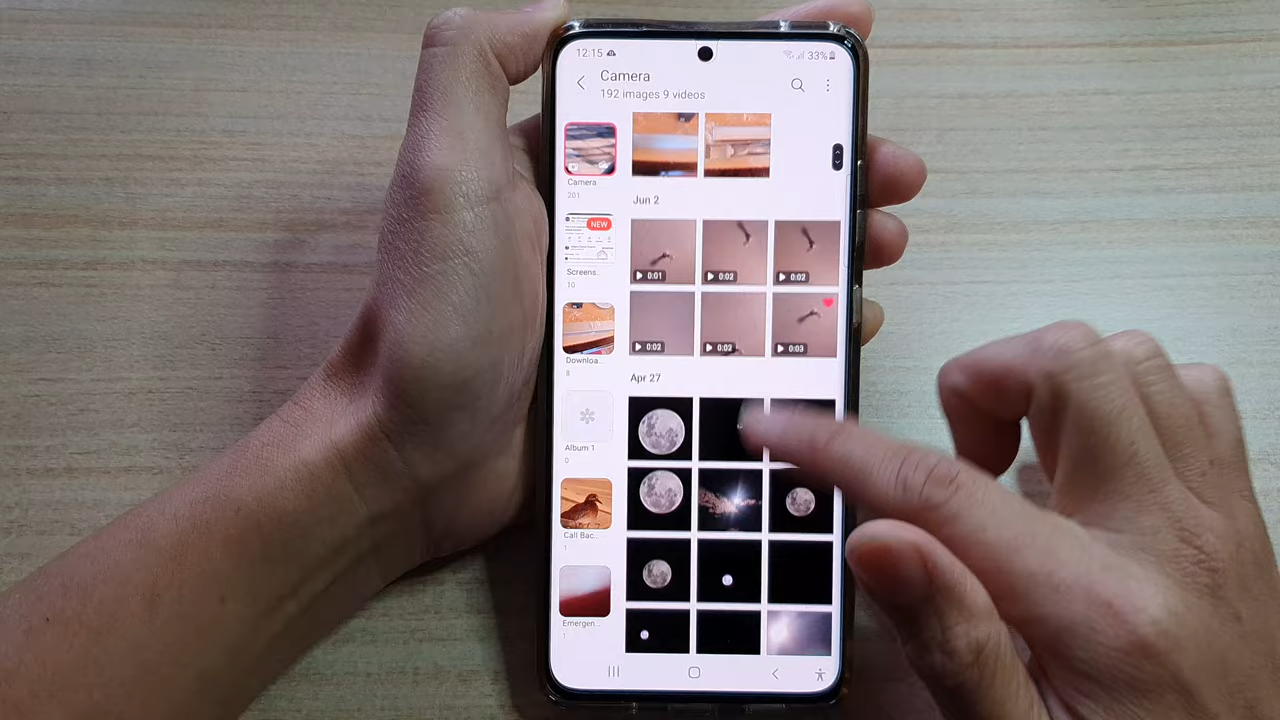 12:15
33%
Camera
192 images 9 videos
Camera
201
Jun 2
NEW
Screens...
10
0:01
0:02
0:02
0:02
0:02
0:03
Downloa...
8
Apr 27
Album 1
0
Call Bac...
1
Emergen...
1